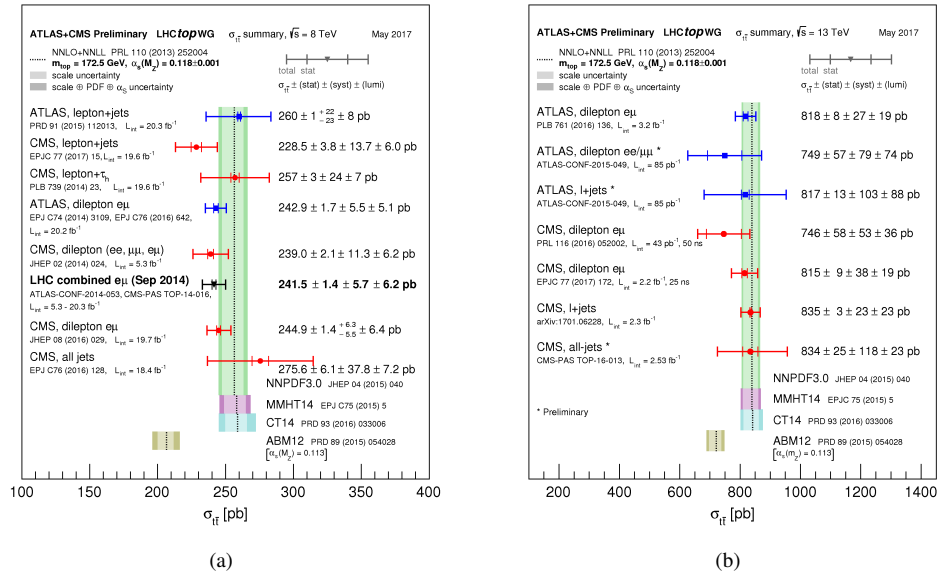 ATLAS+CMS Preliminary LHCtopWG σtt̄ summary, √s = 8 TeV May 2017
NNLO+NNLL PRL 110 (2013) 252004
mtop = 172.5 GeV, αs(MZ) = 0.118±0.001
scale uncertainty
scale ⊕ PDF ⊕ αS uncertainty
total stat
σtt̄ ± (stat) ± (syst) ± (lumi)
ATLAS, lepton+jets
PRD 91 (2015) 112013, Lint = 20.3 fb-1
260 ± 1 +22 −23 ± 8 pb
CMS, lepton+jets
EPJC 77 (2017) 15, Lint = 19.6 fb-1
228.5 ± 3.8 ± 13.7 ± 6.0 pb
CMS, lepton+τh
PLB 739 (2014) 23, Lint = 19.6 fb-1
257 ± 3 ± 24 ± 7 pb
ATLAS, dilepton eμ
EPJ C74 (2014) 3109, EPJ C76 (2016) 642,
Lint = 20.2 fb-1
242.9 ± 1.7 ± 5.5 ± 5.1 pb
CMS, dilepton (ee, μμ, eμ)
JHEP 02 (2014) 024, Lint = 5.3 fb-1
239.0 ± 2.1 ± 11.3 ± 6.2 pb
LHC combined eμ (Sep 2014)
ATLAS-CONF-2014-053, CMS-PAS TOP-14-016,
Lint = 5.3 - 20.3 fb-1
241.5 ± 1.4 ± 5.7 ± 6.2 pb
CMS, dilepton eμ
JHEP 08 (2016) 029, Lint = 19.7 fb-1
244.9 ± 1.4 +6.3 −5.5 ± 6.4 pb
CMS, all jets
EPJC 76 (2016) 128, Lint = 18.4 fb-1
275.6 ± 6.1 ± 37.8 ± 7.2 pb
NNPDF3.0 JHEP 04 (2015) 040
MMHT14 EPJ C75 (2015) 5
CT14 PRD 93 (2016) 033006
ABM12 PRD 89 (2015) 054028
[αs(MZ) = 0.113]
100 150 200 250 300 350 400
σtt̄ [pb]
(a)
ATLAS+CMS Preliminary LHCtopWG σtt̄ summary, √s = 13 TeV May 2017
NNLO+NNLL PRL 110 (2013) 252004
mtop = 172.5 GeV, αs(MZ) = 0.118±0.001
scale uncertainty
scale ⊕ PDF ⊕ αS uncertainty
total stat
σtt̄ ± (stat) ± (syst) ± (lumi)
ATLAS, dilepton eμ
PLB 761 (2016) 136, Lint = 3.2 fb-1
818 ± 8 ± 27 ± 19 pb
ATLAS, dilepton ee/μμ *
ATLAS-CONF-2015-049, Lint = 85 pb-1
749 ± 57 ± 79 ± 74 pb
ATLAS, l+jets *
ATLAS-CONF-2015-049, Lint = 85 pb-1
817 ± 13 ± 103 ± 88 pb
CMS, dilepton eμ
PRL 116 (2016) 052002, Lint = 43 pb-1, 50 ns
746 ± 58 ± 53 ± 36 pb
CMS, dilepton eμ
EPJC 77 (2017) 172, Lint = 2.2 fb-1, 25 ns
815 ± 9 ± 38 ± 19 pb
CMS, l+jets
arXiv:1701.06228, Lint = 2.3 fb-1
835 ± 3 ± 23 ± 23 pb
CMS, all-jets *
CMS-PAS TOP-16-013, Lint = 2.53 fb-1
834 ± 25 ± 118 ± 23 pb
NNPDF3.0 JHEP 04 (2015) 040
MMHT14 EPJC 75 (2015) 5
* Preliminary
CT14 PRD 93 (2016) 033006
ABM12 PRD 89 (2015) 054028
[αs(mZ) = 0.113]
200 400 600 800 1000 1200 1400
σtt̄ [pb]
(b)